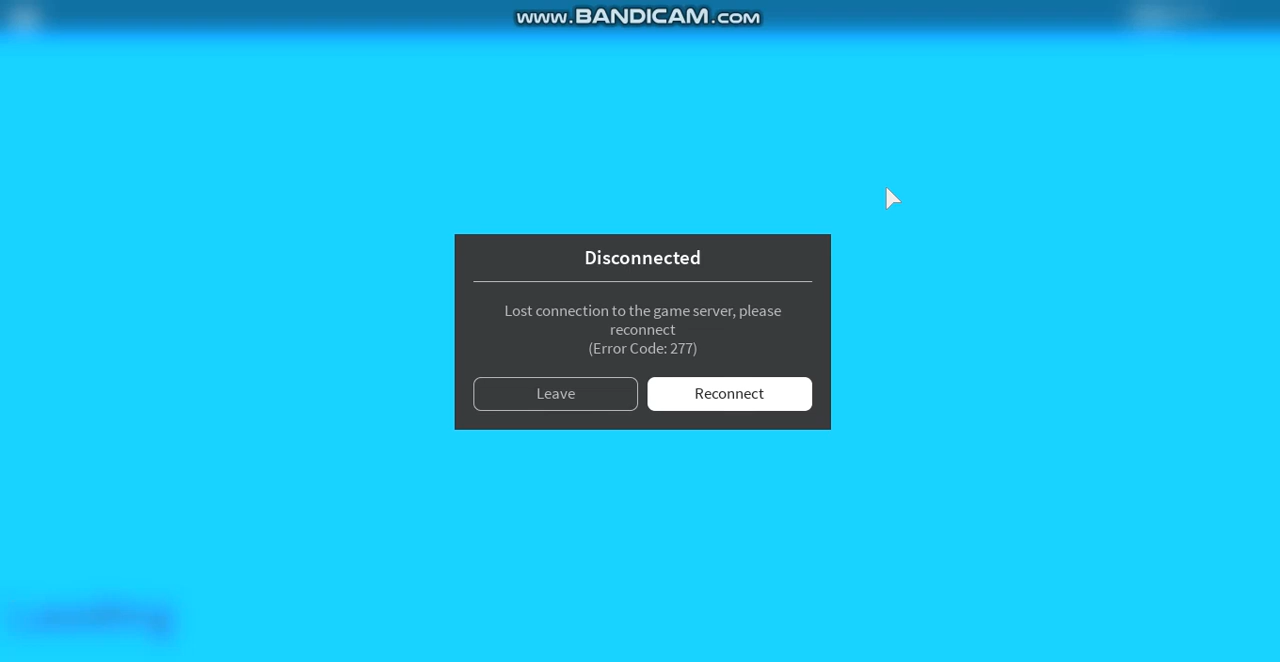 www.BANDICAM.COM
Disconnected
Lost connection to the game server, please
reconnect
(Error Code: 277)
Leave
Reconnect